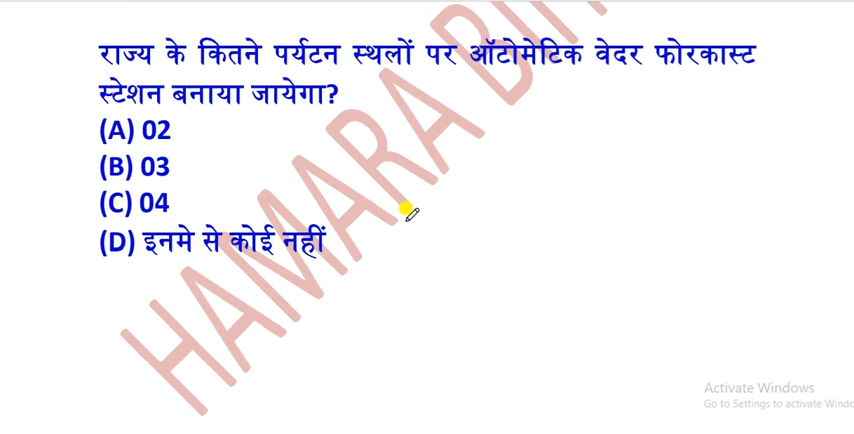 राज्य के कितने पर्यटन स्थलों पर ऑटोमेटिक वेदर फोरकास्ट
स्टेशन बनाया जायेगा?
(A) 02
(B) 03
(C) 04
(D) इनमे से कोई नहीं
HAMARA
Activate Windows
Go to Settings to activate